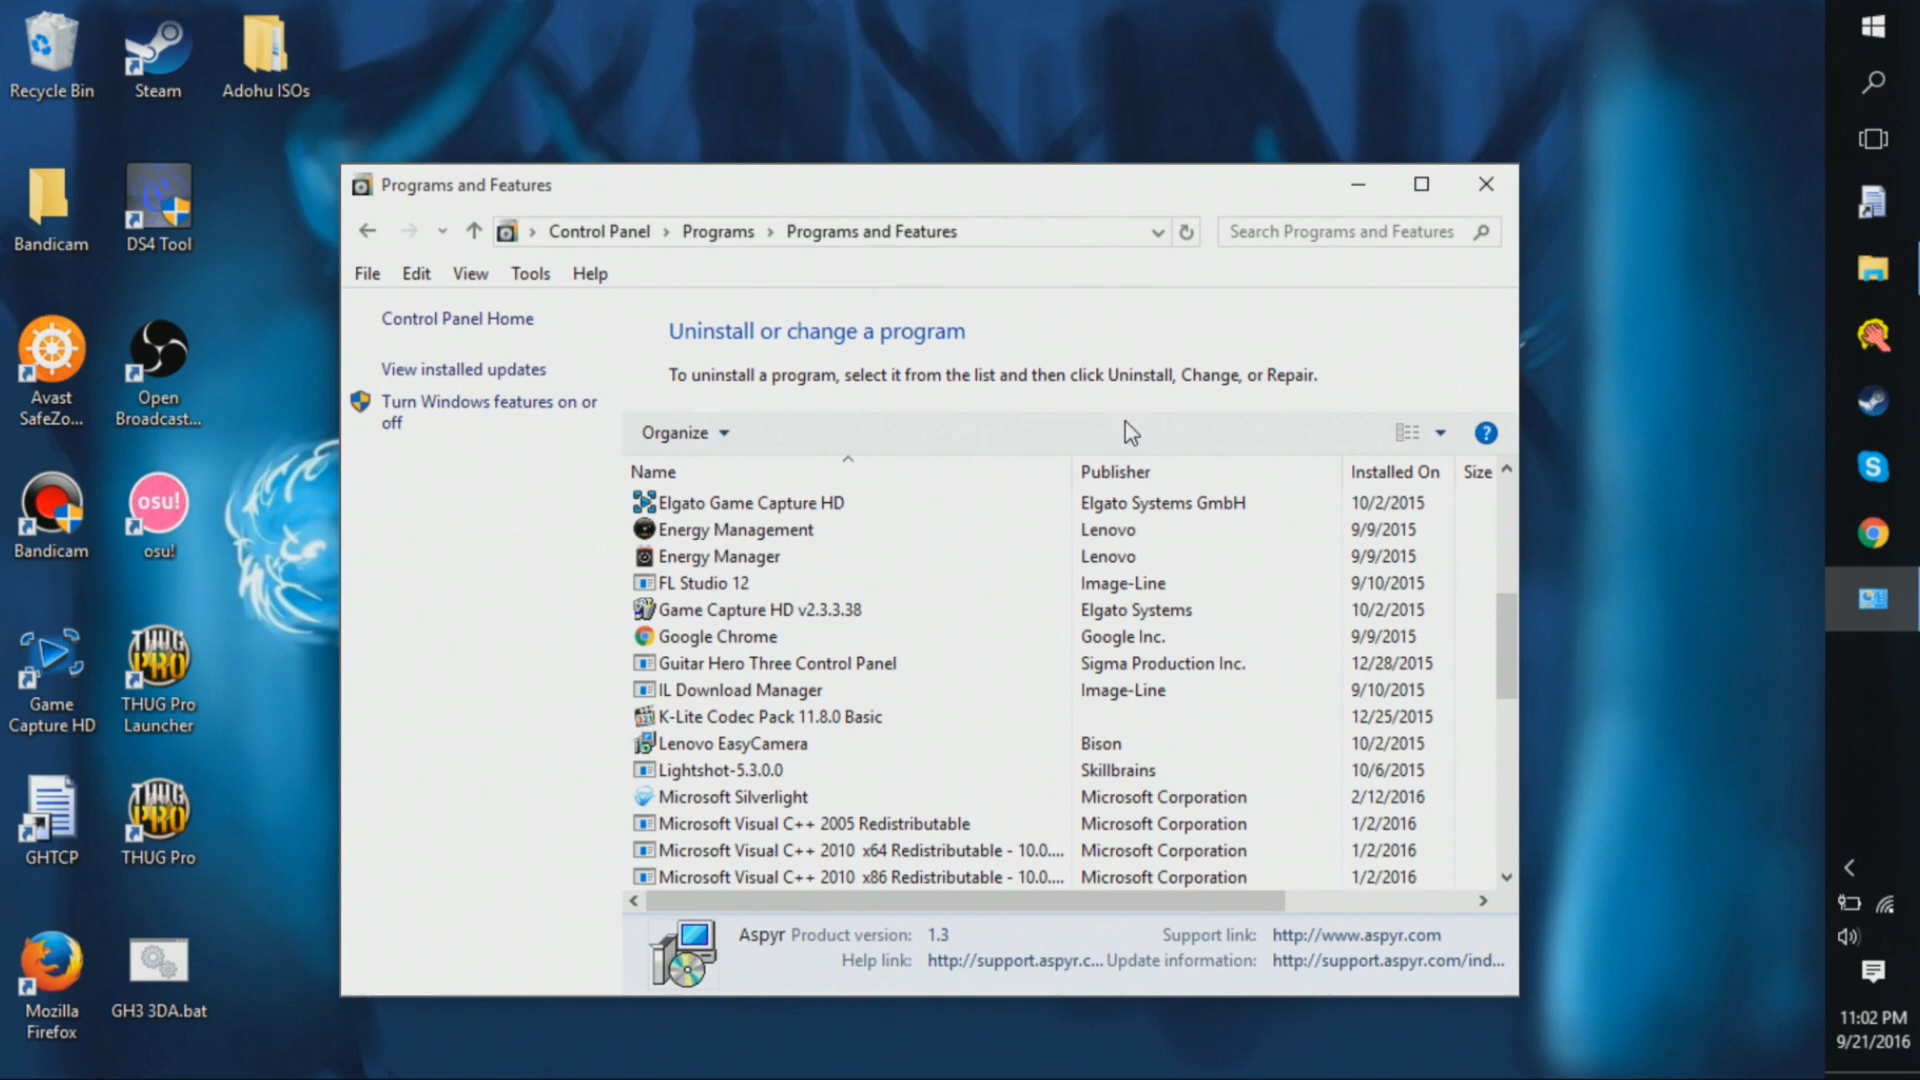 Recycle Bin
Steam
Adohu ISOs
Bandicam
DS4 Tool
Avast
SafeZo...
Open
Broadcast...
Bandicam
osu!
osu!
Game
Capture HD
THUG PRO
THUG Pro
Launcher
GHTCP
THUG PRO
THUG Pro
Mozilla
Firefox
GH3 3DA.bat
Programs and Features
Control Panel > Programs > Programs and Features
Search Programs and Features
File Edit View Tools Help
Control Panel Home
View installed updates
Turn Windows features on or
off
Uninstall or change a program
To uninstall a program, select it from the list and then click Uninstall, Change, or Repair.
Organize
?
Name Publisher Installed On Size
Elgato Game Capture HD Elgato Systems GmbH 10/2/2015
Energy Management Lenovo 9/9/2015
Energy Manager Lenovo 9/9/2015
FL Studio 12 Image-Line 9/10/2015
Game Capture HD v2.3.3.38 Elgato Systems 10/2/2015
Google Chrome Google Inc. 9/9/2015
Guitar Hero Three Control Panel Sigma Production Inc. 12/28/2015
IL Download Manager Image-Line 9/10/2015
K-Lite Codec Pack 11.8.0 Basic 12/25/2015
Lenovo EasyCamera Bison 10/2/2015
Lightshot-5.3.0.0 Skillbrains 10/6/2015
Microsoft Silverlight Microsoft Corporation 2/12/2016
Microsoft Visual C++ 2005 Redistributable Microsoft Corporation 1/2/2016
Microsoft Visual C++ 2010 x64 Redistributable - 10.0.... Microsoft Corporation 1/2/2016
Microsoft Visual C++ 2010 x86 Redistributable - 10.0.... Microsoft Corporation 1/2/2016
Aspyr Product version: 1.3 Support link: http://www.aspyr.com
Help link: http://support.aspyr.c... Update information: http://support.aspyr.com/ind...
S
11:02 PM
9/21/2016